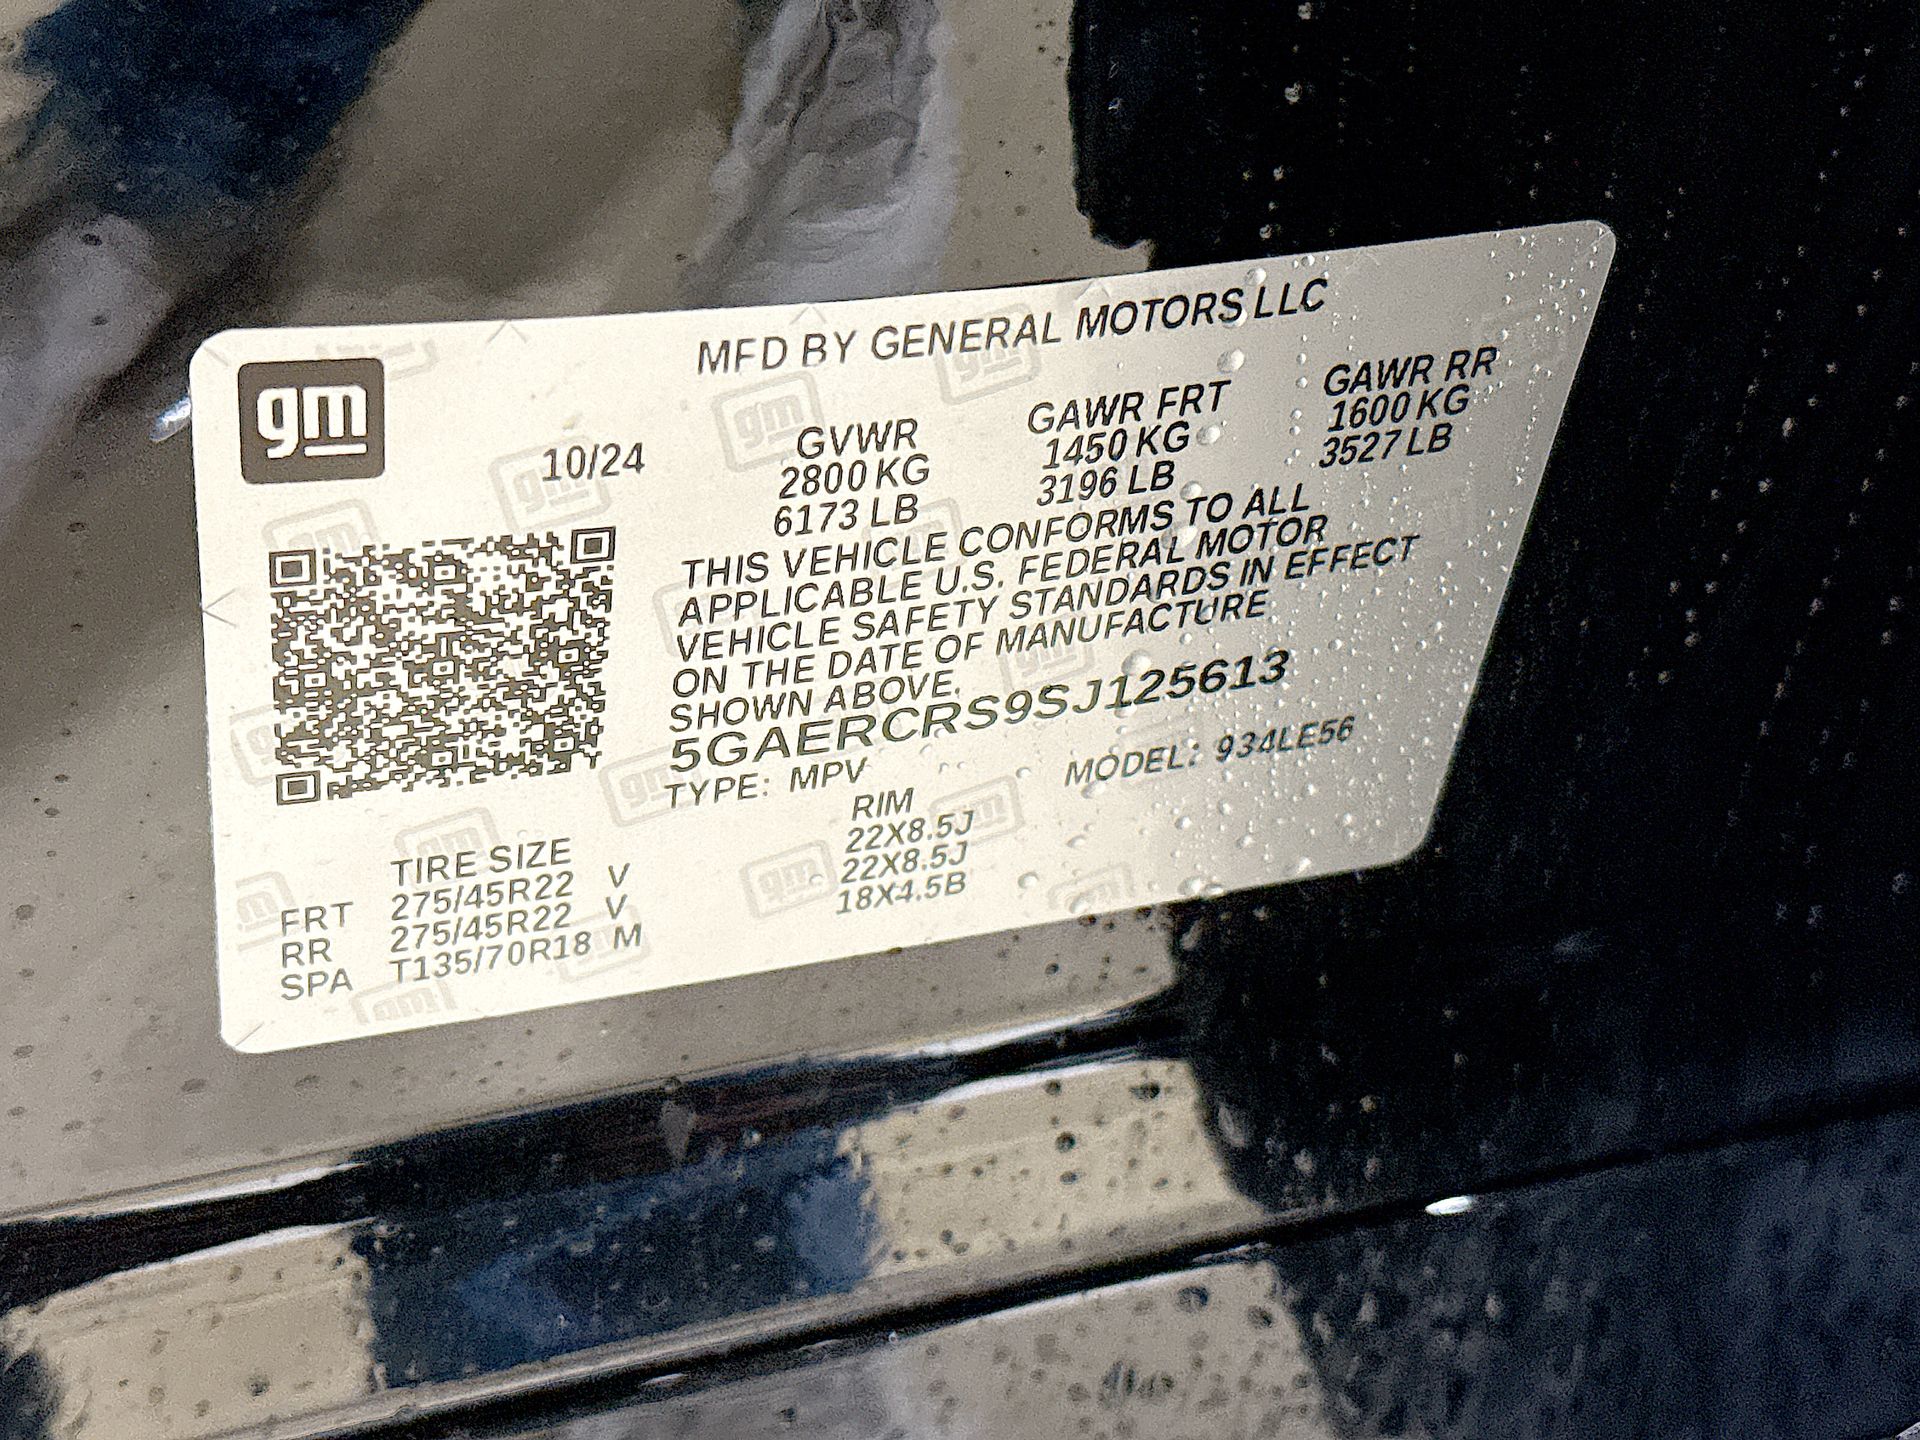 gm
MFD BY GENERAL MOTORS LLC
10/24
GVWR GAWR FRT GAWR RR
2800 KG 1450 KG 1600 KG
6173 LB 3196 LB 3527 LB
THIS VEHICLE CONFORMS TO ALL
APPLICABLE U.S. FEDERAL MOTOR
VEHICLE SAFETY STANDARDS IN EFFECT
ON THE DATE OF MANUFACTURE
SHOWN ABOVE.
5GAERCRS9SJ125613
TYPE: MPV MODEL: 934LE56
TIRE SIZE RIM
FRT 275/45R22 V 22X8.5J
RR 275/45R22 V 22X8.5J
SPA T135/70R18 M 18X4.5B